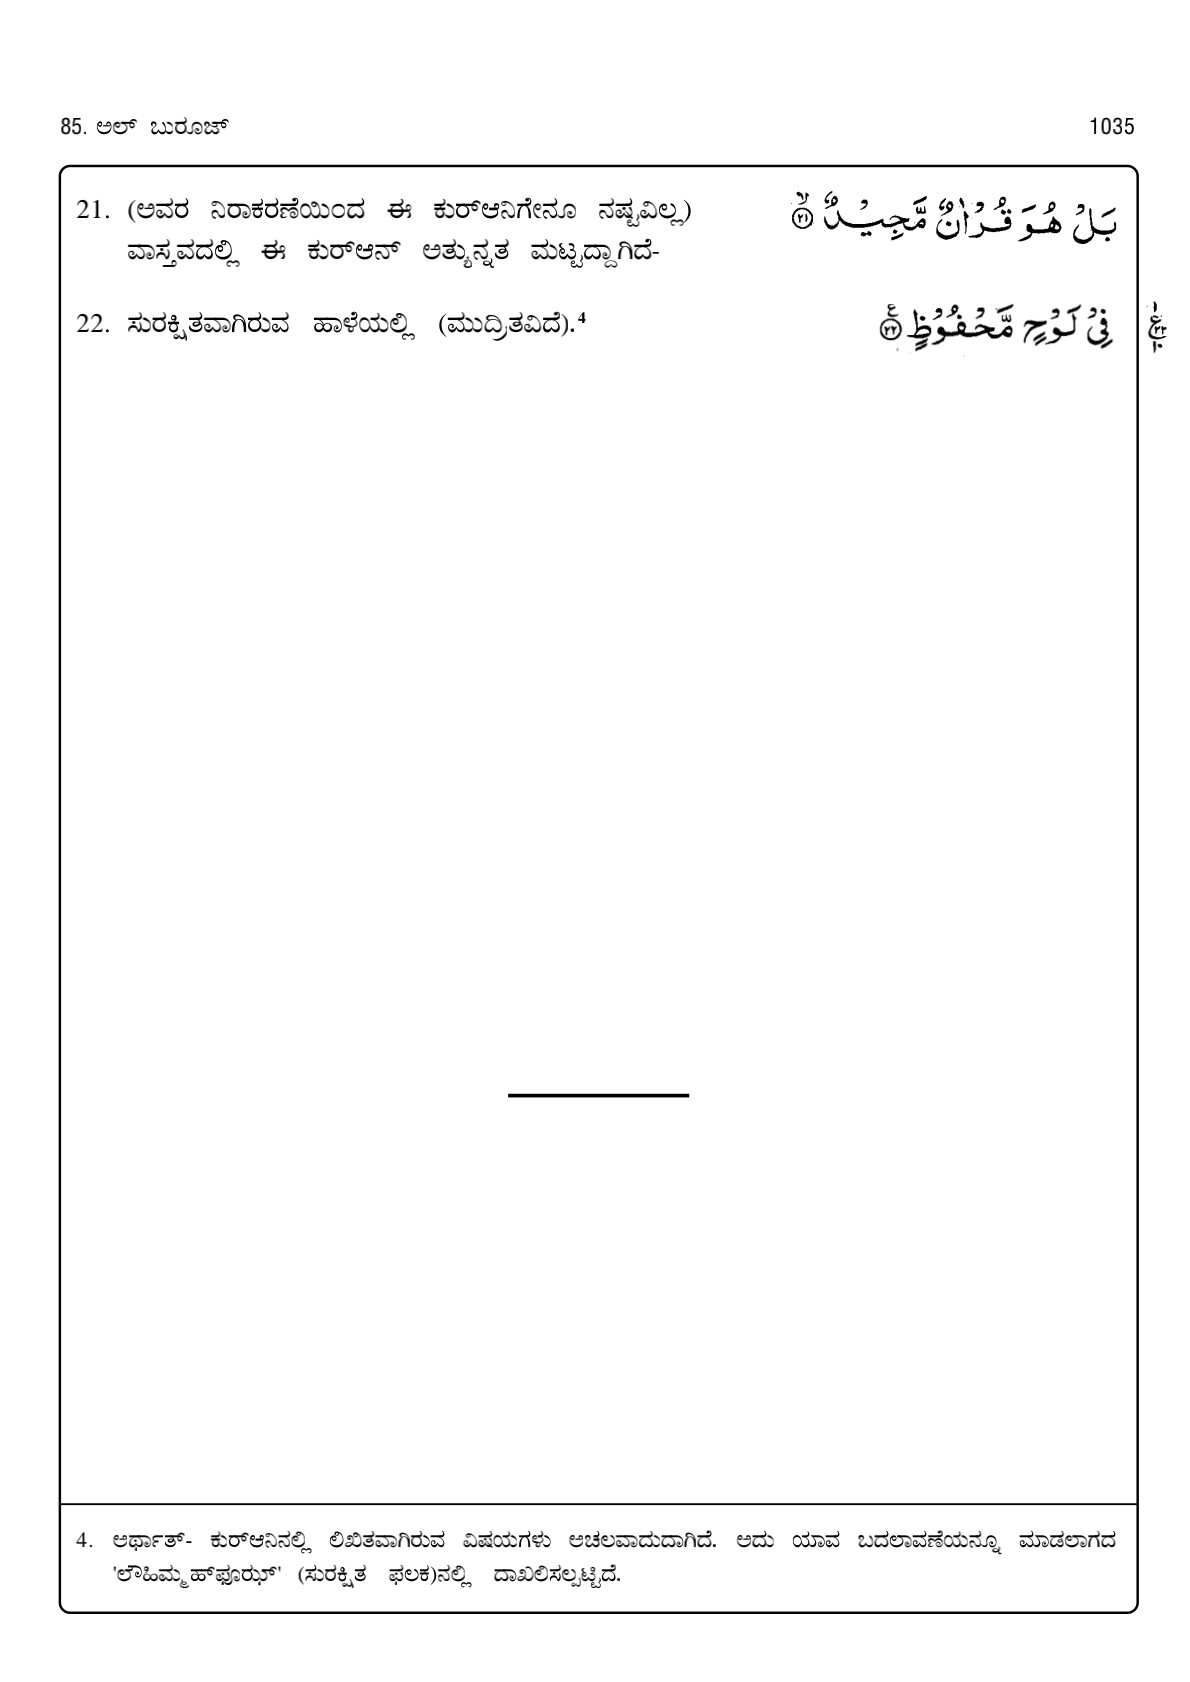 85. ಅಲ್ ಬುರೂಜ್ 1035
21. (ಅವರ ನಿರಾಕರಣೆಯಿಂದ ಈ ಕುರ್‌ಆನಿಗೇನೂ ನಷ್ಟವಿಲ್ಲ) بَلْ هُوَ قُرْاٰنٌ مَّجِيْدٌ ۙ۝۲۱
ವಾಸ್ತವದಲ್ಲಿ ಈ ಕುರ್‌ಆನ್ ಅತ್ಯುನ್ನತ ಮಟ್ಟದ್ದಾಗಿದೆ-
22. ಸುರಕ್ಷಿತವಾಗಿರುವ ಹಾಳೆಯಲ್ಲಿ (ಮುದ್ರಿತವಿದೆ).⁴ فِيْ لَوْحٍ مَّحْفُوْظٍ ۝۲۲
4. ಅರ್ಥಾತ್- ಕುರ್‌ಆನಿನಲ್ಲಿ ಲಿಖಿತವಾಗಿರುವ ವಿಷಯಗಳು ಅಚಲವಾದುದಾಗಿದೆ. ಅದು ಯಾವ ಬದಲಾವಣೆಯನ್ನೂ ಮಾಡಲಾಗದ
'ಲೌಹಿಮ್ಮಹ್‌ಫೂಝ್' (ಸುರಕ್ಷಿತ ಫಲಕ)ನಲ್ಲಿ ದಾಖಲಿಸಲ್ಪಟ್ಟಿದೆ.